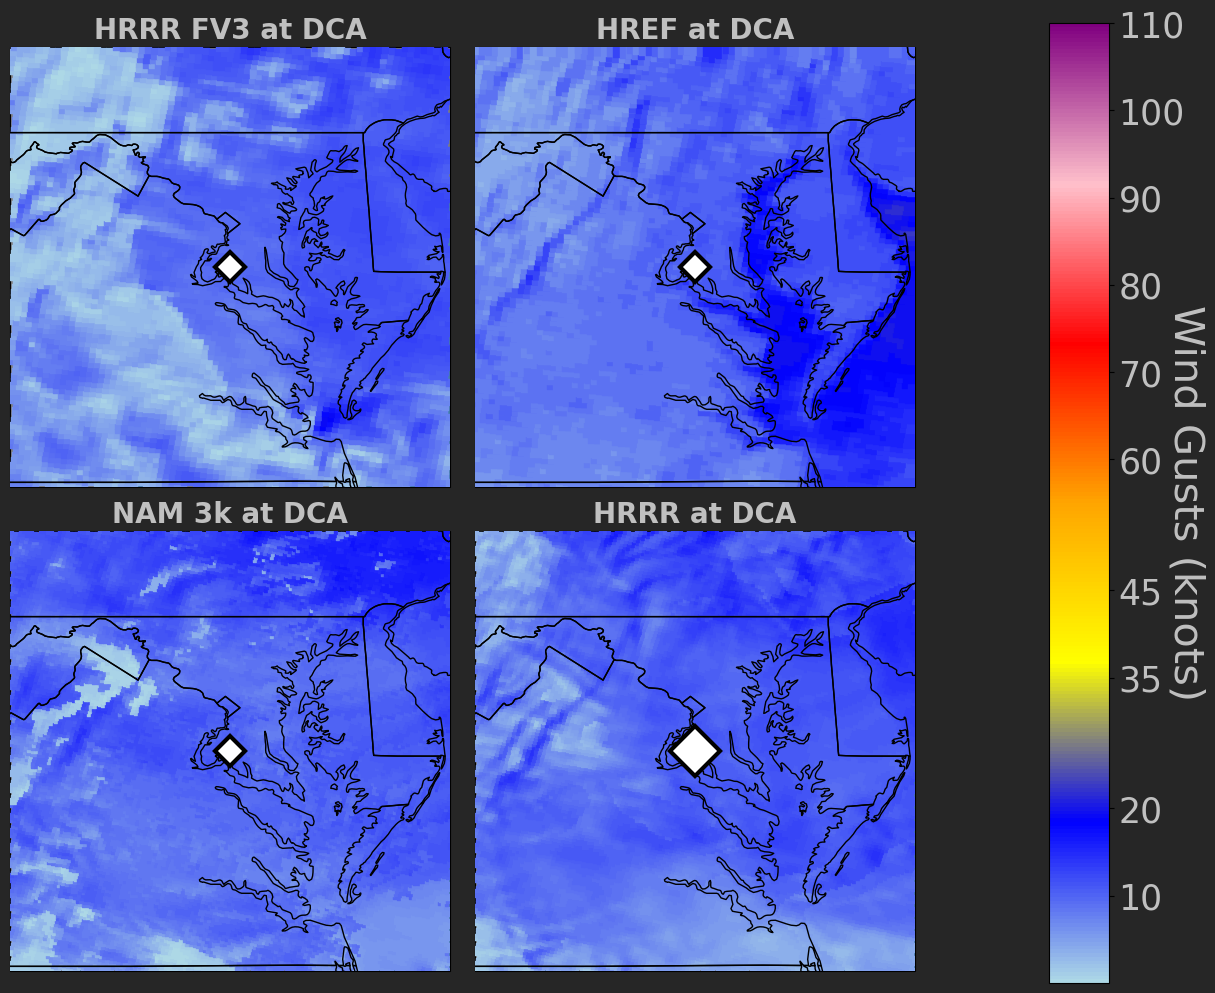 HRRR FV3 at DCA
HREF at DCA
NAM 3k at DCA
HRRR at DCA
110
100
90
80
70
60
45
35
20
10
Wind Gusts (knots)